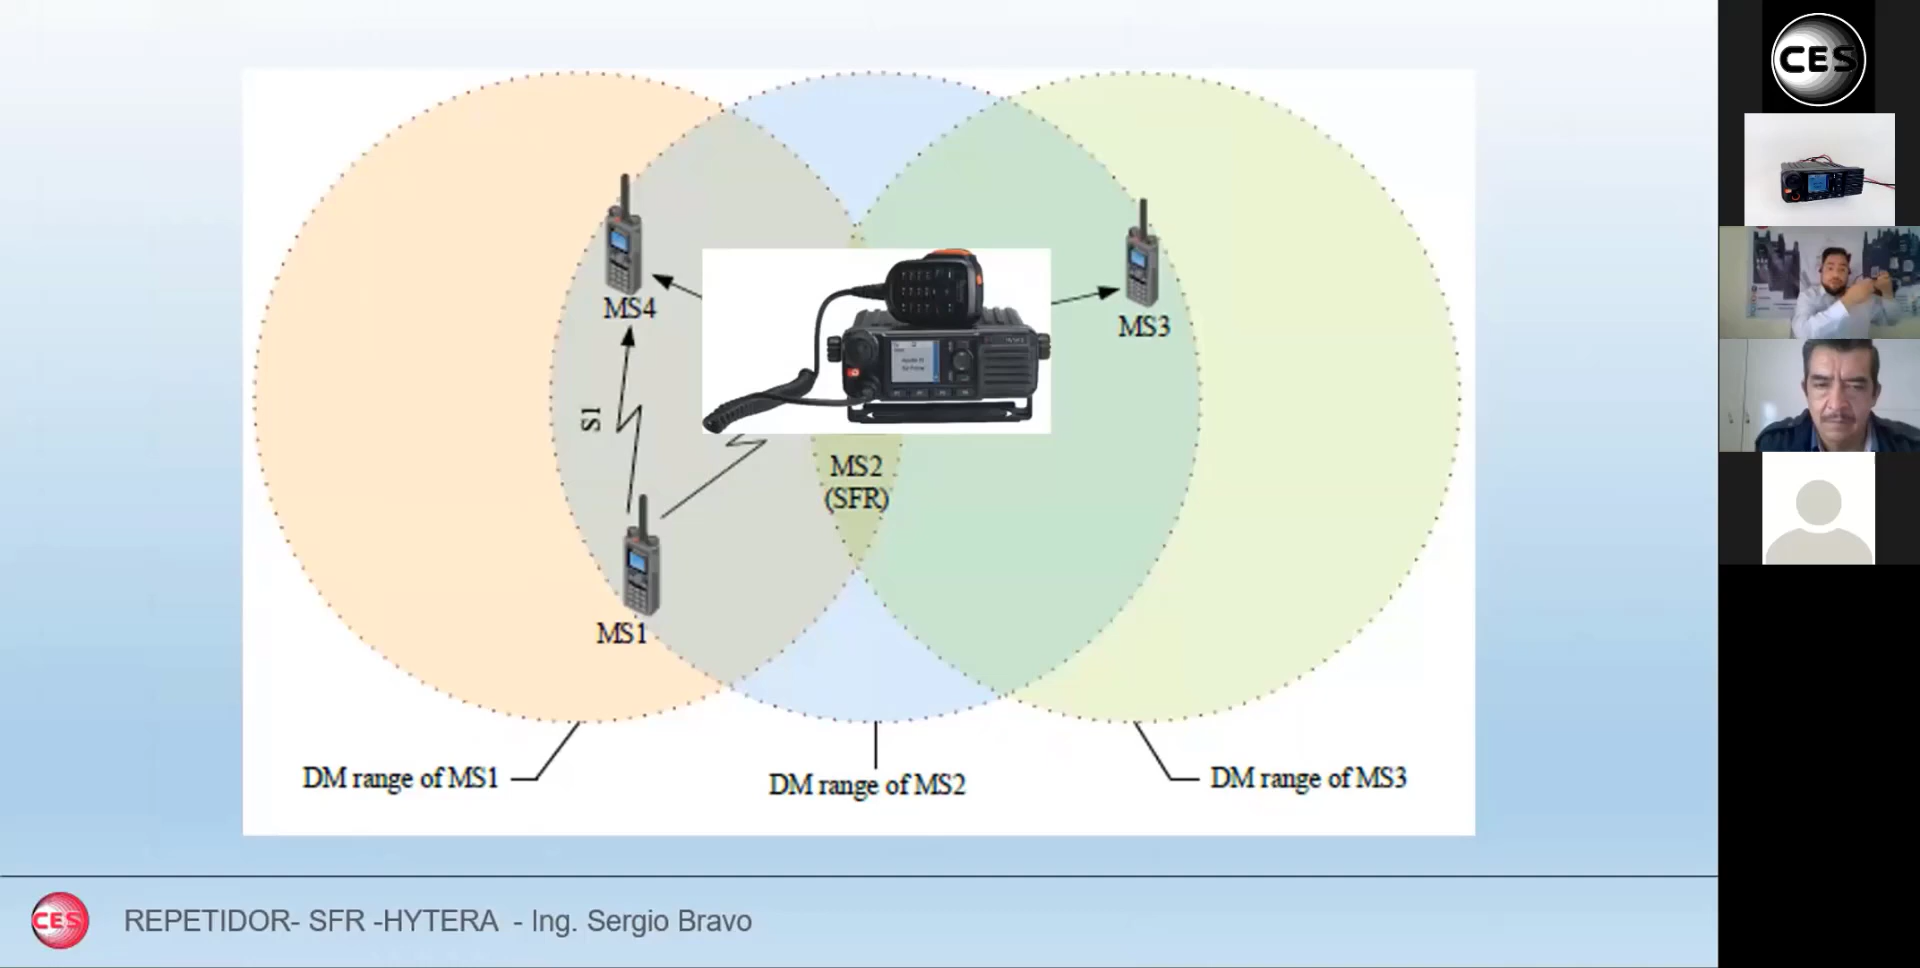 MS4
MS3
S1
MS2
(SFR)
MS1
DM range of MS1
DM range of MS2
DM range of MS3
CES
REPETIDOR- SFR -HYTERA - Ing. Sergio Bravo
CES